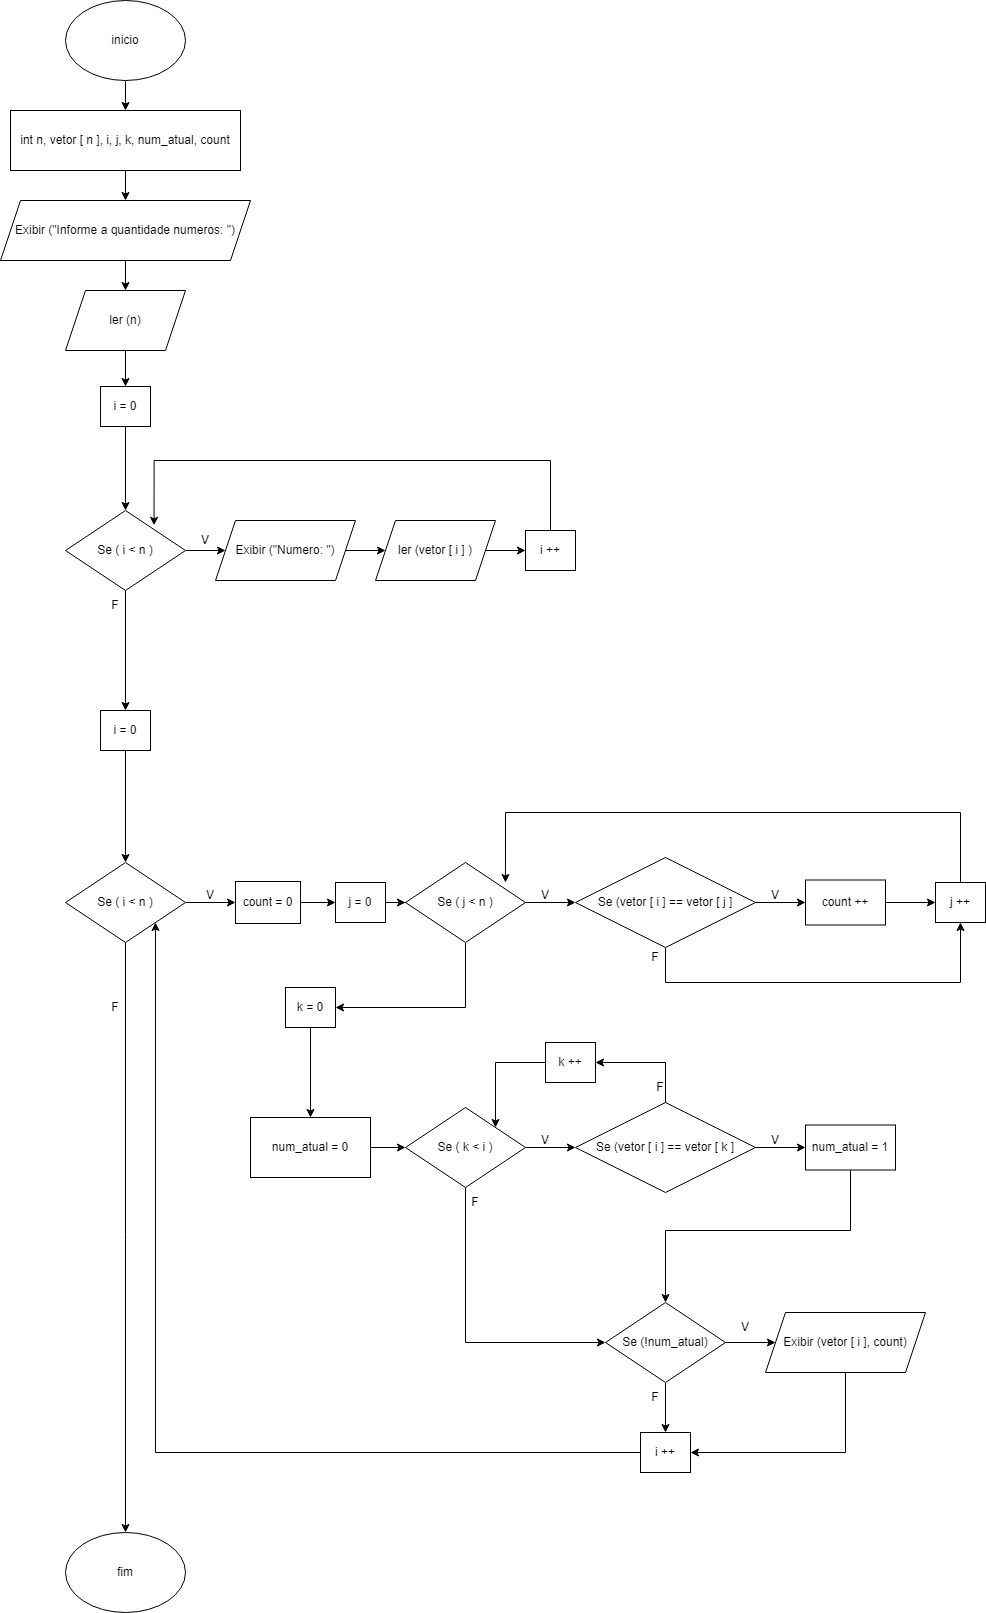 inicio
int n, vetor [ n ], i, j, k, num_atual, count
Exibir ("Informe a quantidade numeros: ")
ler (n)
i = 0
Se ( i < n )
V
Exibir ("Numero: ")
ler (vetor [ i ] )
i ++
F
i = 0
Se ( i < n )
V
count = 0
j = 0
Se ( j < n )
V
Se (vetor [ i ] == vetor [ j ]
V
count ++
j ++
F
F
k = 0
k ++
F
num_atual = 0
Se ( k < i )
V
Se (vetor [ i ] == vetor [ k ]
V
num_atual = 1
F
Se (!num_atual)
V
Exibir (vetor [ i ], count)
F
i ++
fim